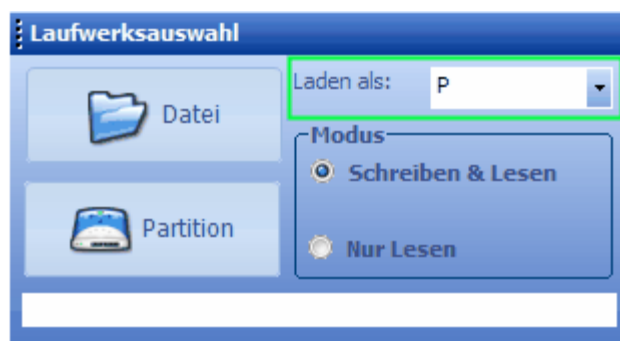 Laufwerksauswahl
Datei
Laden als: P
Modus
Schreiben & Lesen
Partition
Nur Lesen